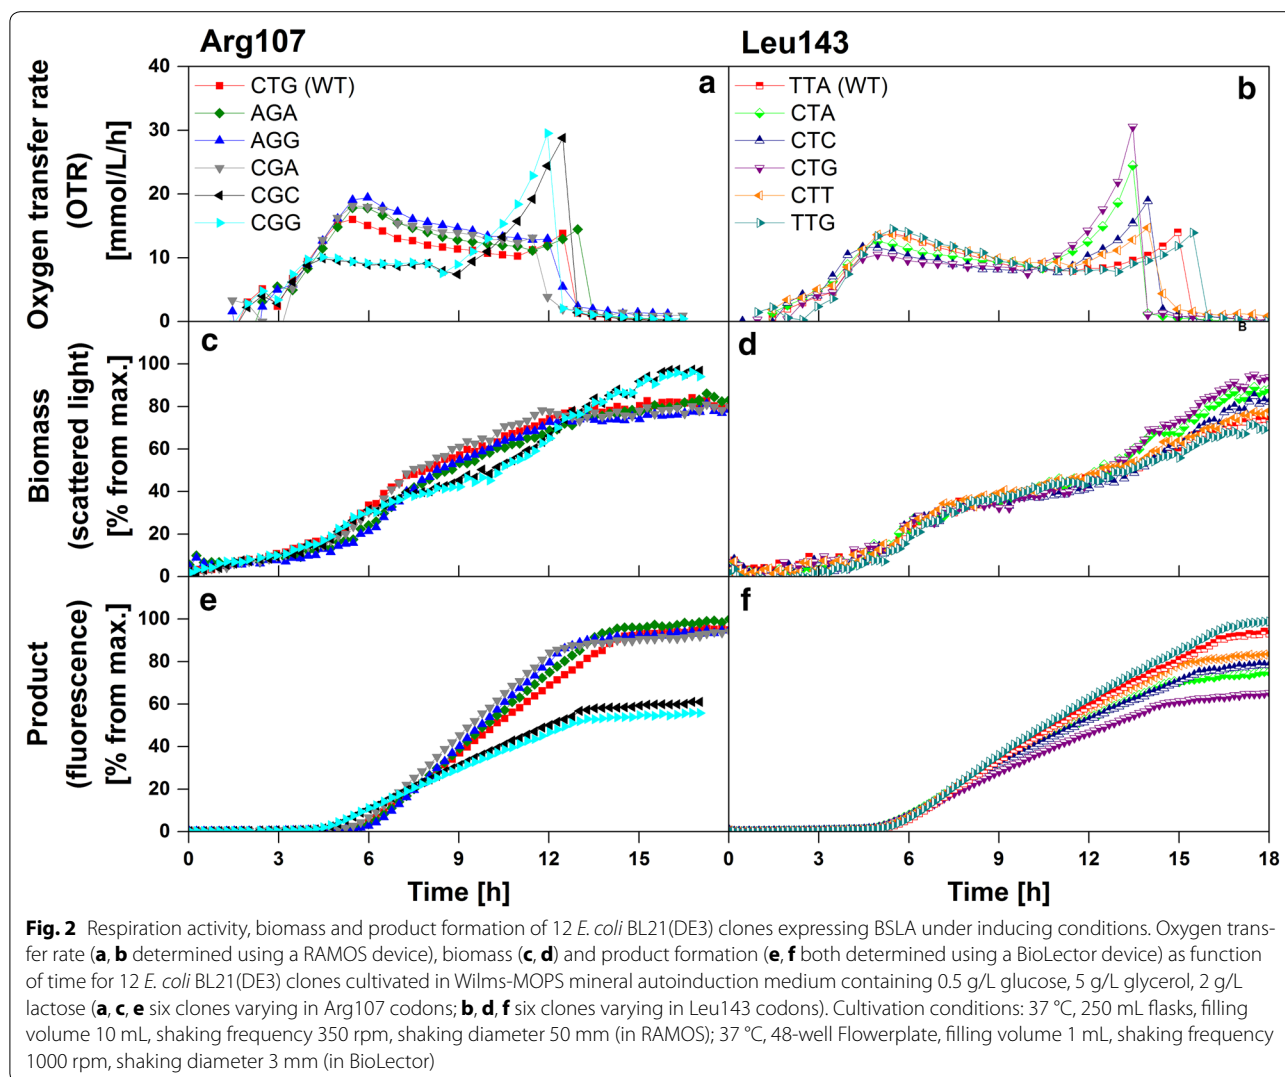 Arg107
Leu143
Oxygen transfer rate
(OTR)
[mmol/L/h]
40
30
20
10
0
CTG (WT)
AGA
AGG
CGA
CGC
CGG
a
TTA (WT)
CTA
CTC
CTG
CTT
TTG
b
B
Biomass
(scattered light)
[% from max.]
100
80
60
40
20
0
c
d
Product
(fluorescence)
[% from max.]
100
80
60
40
20
0
e
f
0 3 6 9 12 15 0 3 6 9 12 15 18
Time [h]
Time [h]
Fig. 2 Respiration activity, biomass and product formation of 12 E. coli BL21(DE3) clones expressing BSLA under inducing conditions. Oxygen trans-
fer rate (a, b determined using a RAMOS device), biomass (c, d) and product formation (e, f both determined using a BioLector device) as function
of time for 12 E. coli BL21(DE3) clones cultivated in Wilms-MOPS mineral autoinduction medium containing 0.5 g/L glucose, 5 g/L glycerol, 2 g/L
lactose (a, c, e six clones varying in Arg107 codons; b, d, f six clones varying in Leu143 codons). Cultivation conditions: 37 °C, 250 mL flasks, filling
volume 10 mL, shaking frequency 350 rpm, shaking diameter 50 mm (in RAMOS); 37 °C, 48-well Flowerplate, filling volume 1 mL, shaking frequency
1000 rpm, shaking diameter 3 mm (in BioLector)